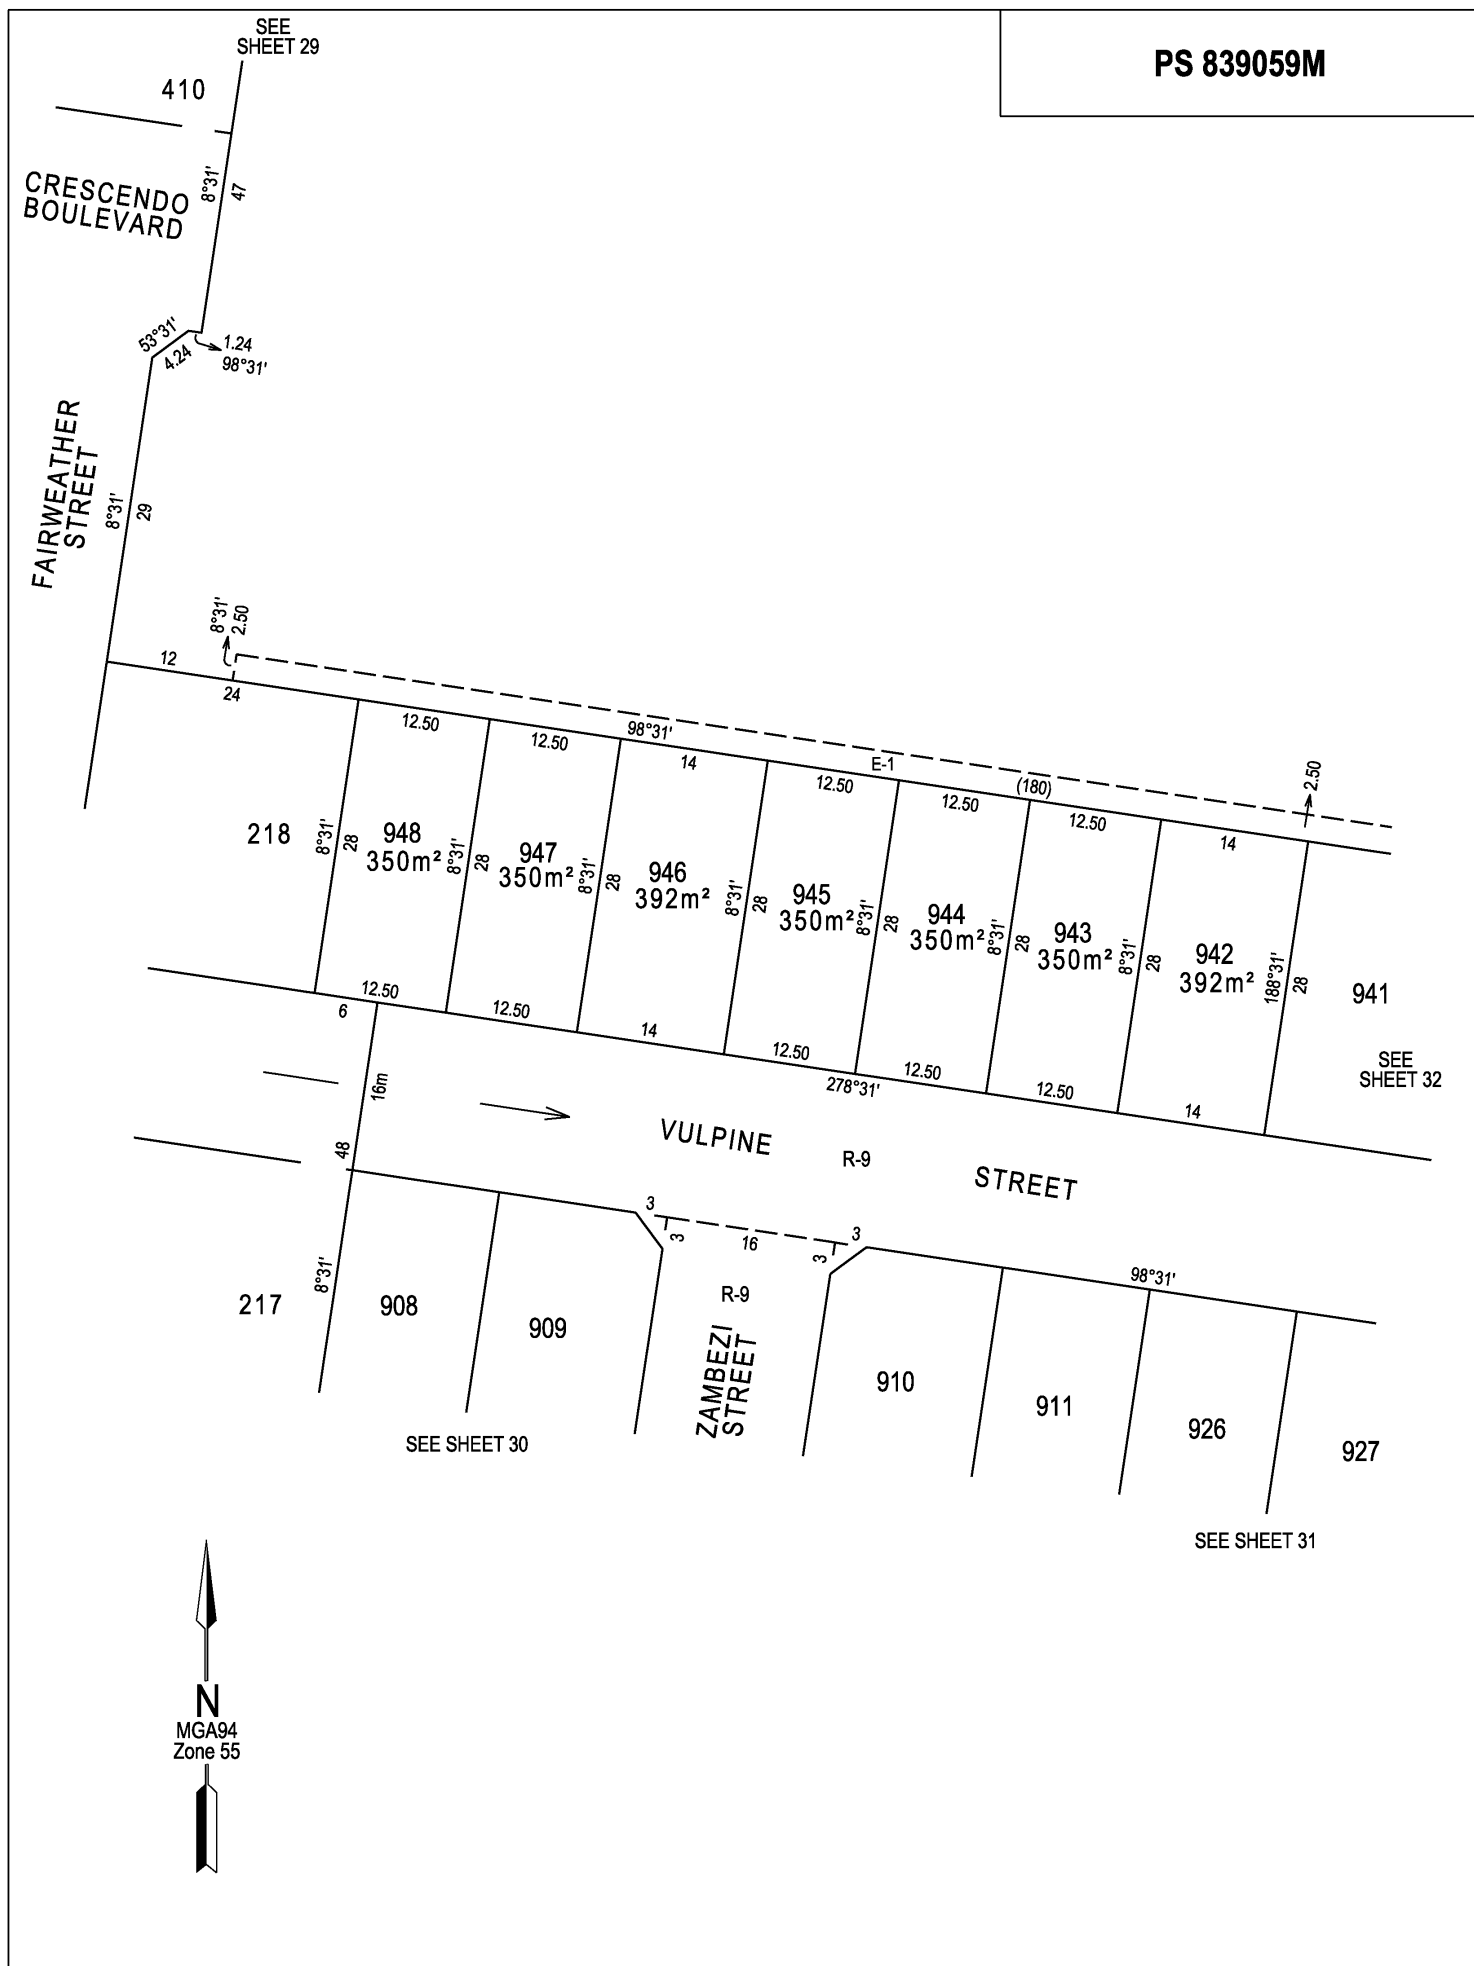 SEE
SHEET 29
PS 839059M
410
CRESCENDO
BOULEVARD
8°31'
47
53°31'
4.24
1.24
98°31'
FAIRWEATHER
STREET
8°31'
29
8°31'
2.50
12
24
12.50
12.50
98°31'
14
E-1
12.50
12.50
(180)
12.50
14
2.50
218
8°31'
28
948
350m²
8°31'
28
947
350m²
8°31'
28
946
392m²
8°31'
28
945
350m²
8°31'
28
944
350m²
8°31'
28
943
350m²
8°31'
28
942
392m²
188°31'
28
941
SEE
SHEET 32
6
12.50
12.50
14
12.50
278°31'
12.50
12.50
14
16m
48
VULPINE
R-9
STREET
3
3
16
3
3
98°31'
217
8°31'
908
909
R-9
ZAMBEZI
STREET
910
911
926
927
SEE SHEET 30
SEE SHEET 31
N
MGA94
Zone 55